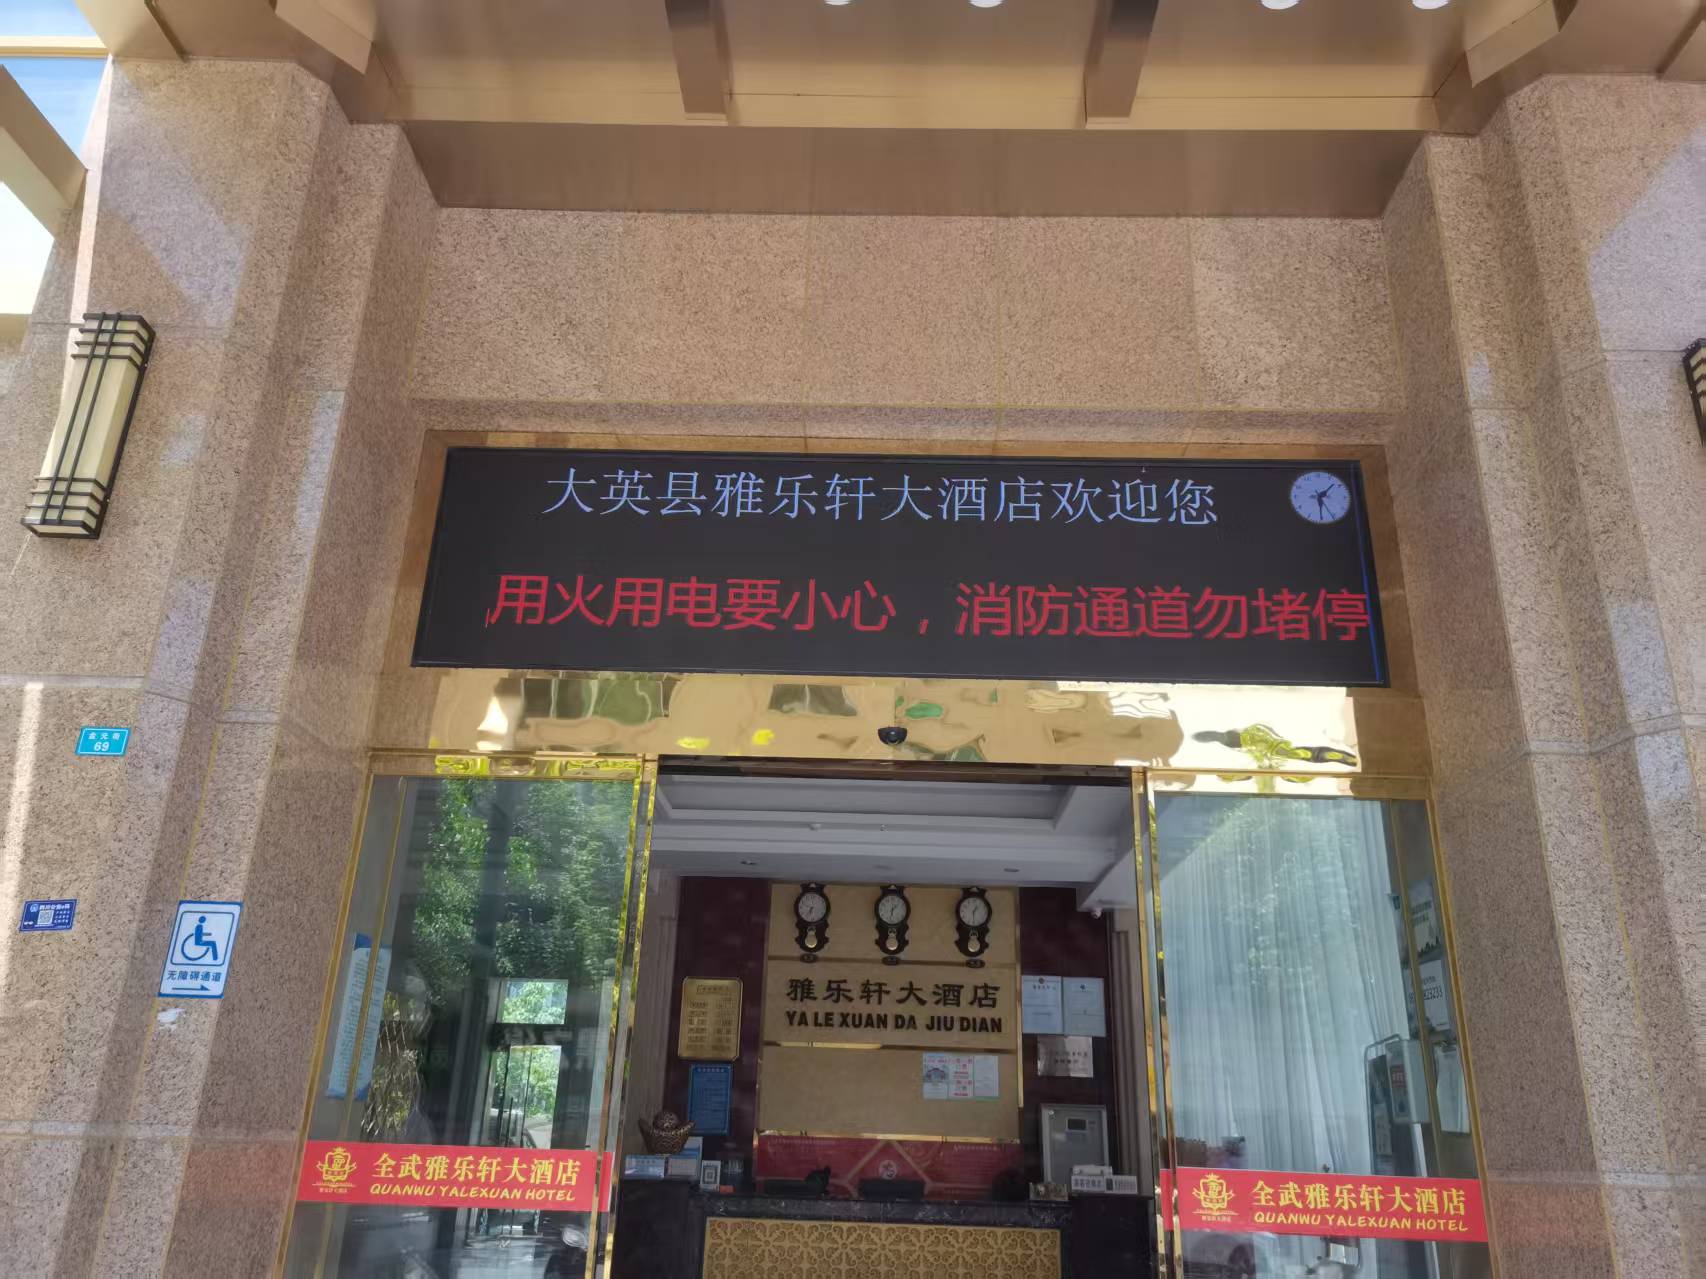 大英县雅乐轩大酒店欢迎您
用火用电要小心，消防通道勿堵停
金元街
69
无障碍通道
雅乐轩大酒店
YA LE XUAN DA JIU DIAN
全武雅乐轩大酒店
QUANWU YALEXUAN HOTEL
全武雅乐轩大酒店
QUANWU YALEXUAN HOTEL